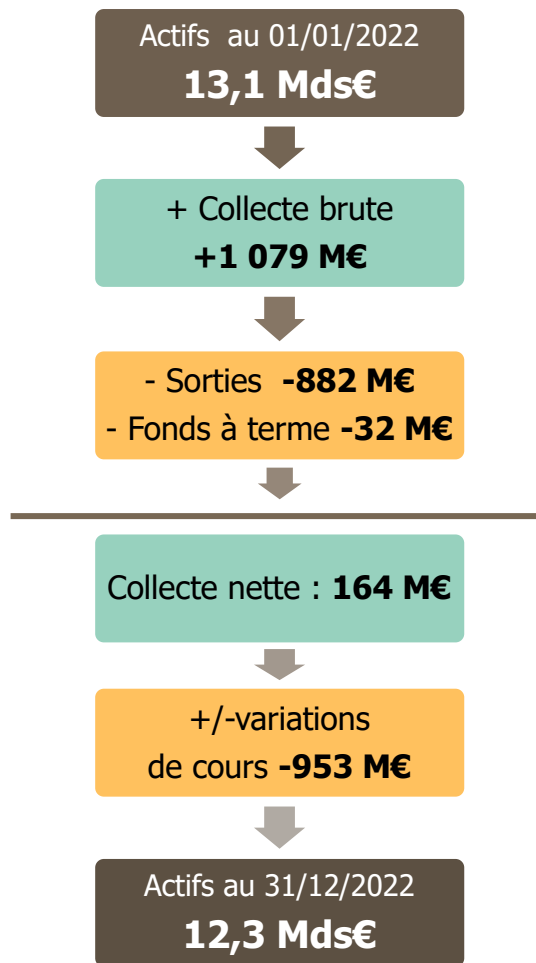 Actifs au 01/01/2022
13,1 Mds€
+ Collecte brute
+1 079 M€
- Sorties -882 M€
- Fonds à terme -32 M€
Collecte nette : 164 M€
+/-variations
de cours -953 M€
Actifs au 31/12/2022
12,3 Mds€